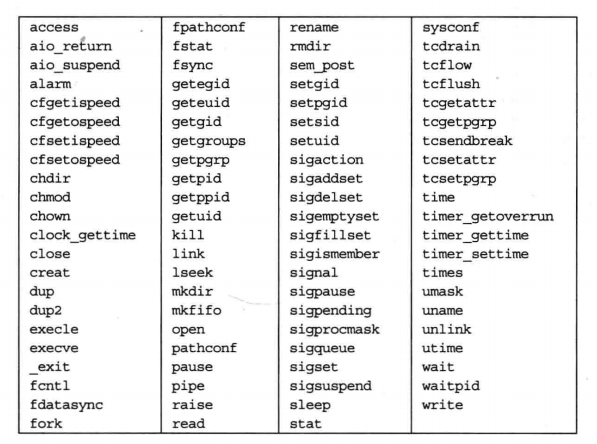 access fpathconf rename sysconf
aio_return fstat rmdir tcdrain
aio_suspend fsync sem_post tcflow
alarm getegid setgid tcflush
cfgetispeed geteuid setpgid tcgetattr
cfgetospeed getgid setsid tcgetpgrp
cfsetispeed getgroups setuid tcsendbreak
cfsetospeed getpgrp sigaction tcsetattr
chdir getpid sigaddset tcsetpgrp
chmod getppid sigdelset time
chown getuid sigemptyset timer_getoverrun
clock_gettime kill sigfillset timer_gettime
close link sigismember timer_settime
creat lseek signal times
dup mkdir sigpause umask
dup2 mkfifo sigpending uname
execle open sigprocmask unlink
execve pathconf sigqueue utime
_exit pause sigset wait
fcntl pipe sigsuspend waitpid
fdatasync raise sleep write
fork read stat